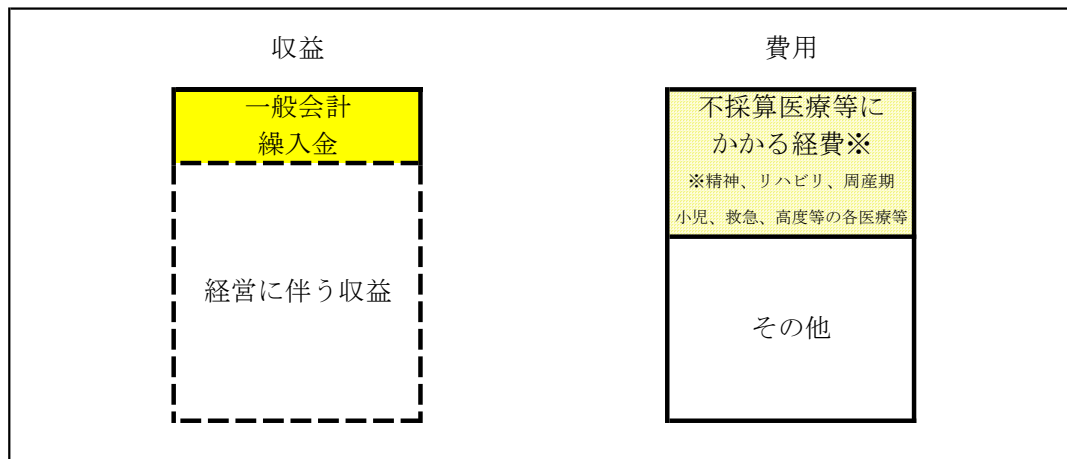 収益
一般会計
繰入金
経営に伴う収益
費用
不採算医療等に
かかる経費※
※精神、リハビリ、周産期
小児、救急、高度等の各医療等
その他